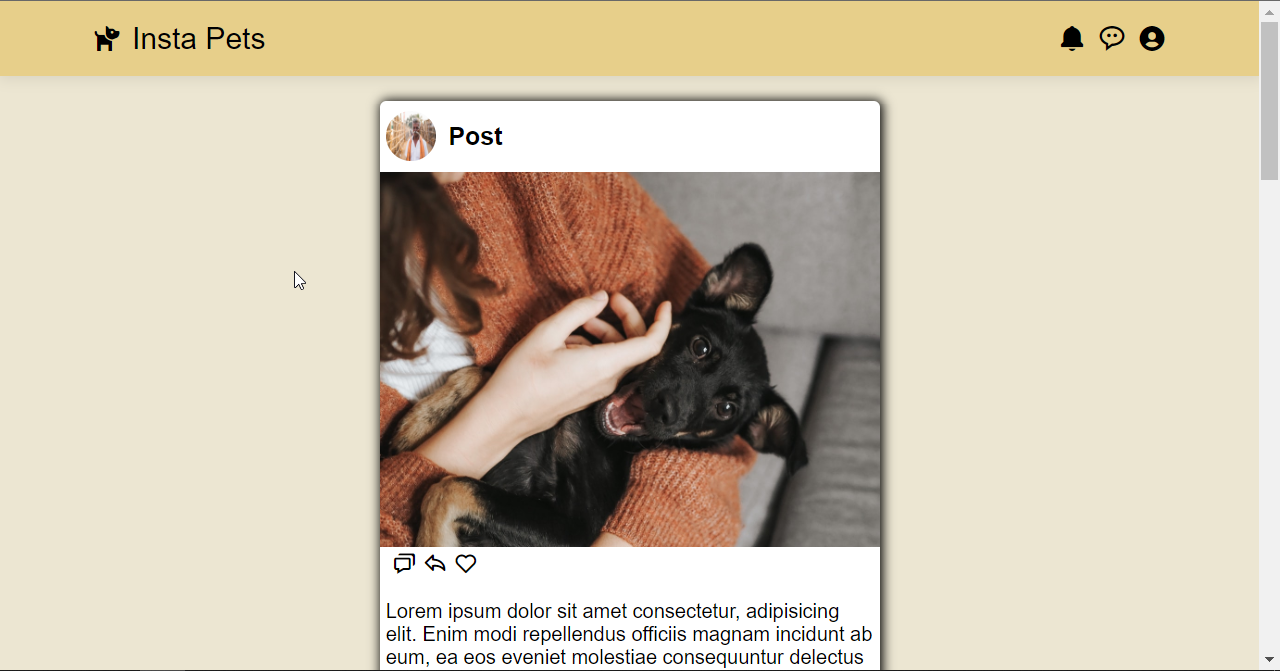 Insta Pets
Post
Lorem ipsum dolor sit amet consectetur, adipisicing
elit. Enim modi repellendus officiis magnam incidunt ab
eum, ea eos eveniet molestiae consequuntur delectus